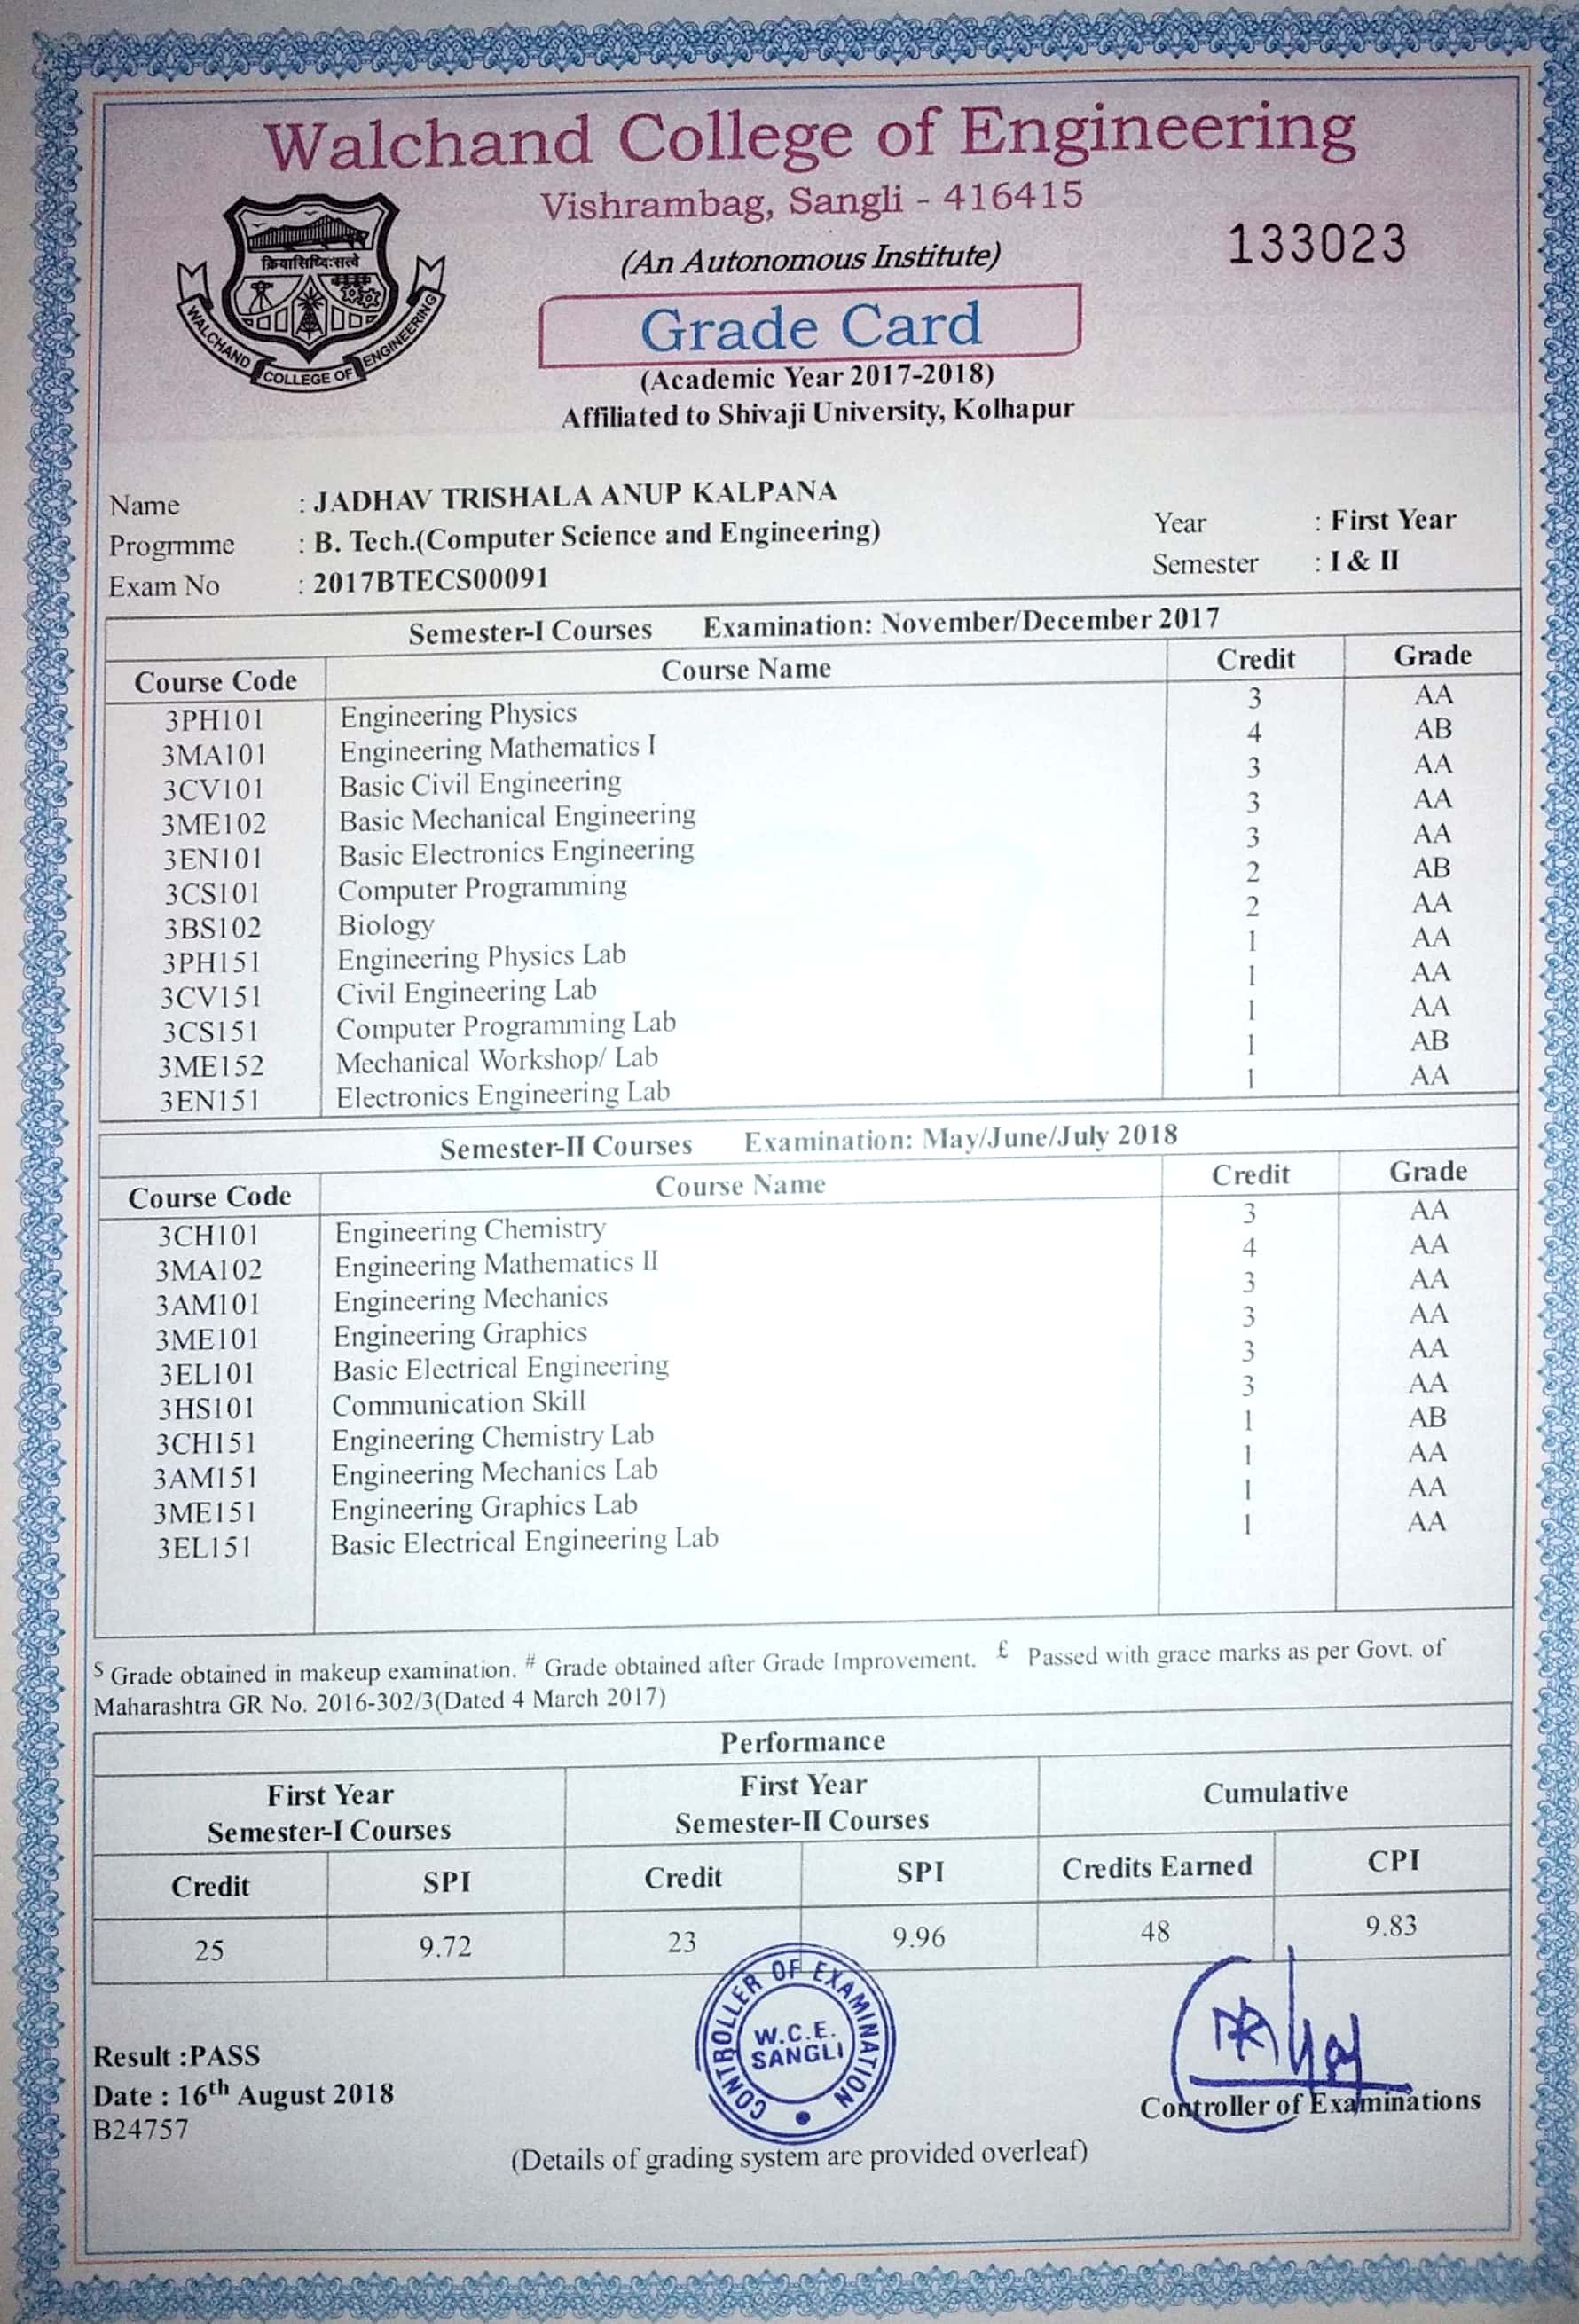 Walchand College of Engineering
Vishrambag, Sangli - 416415
(An Autonomous Institute)
133023
क्रियासिध्दि:सत्वे
WALCHAND COLLEGE OF ENGINEERING
Grade Card
(Academic Year 2017-2018)
Affiliated to Shivaji University, Kolhapur
Name : JADHAV TRISHALA ANUP KALPANA
Progrmme : B. Tech.(Computer Science and Engineering) Year : First Year
Exam No : 2017BTECS00091 Semester : I & II
Semester-I Courses Examination: November/December 2017
Course Code Course Name Credit Grade
3PH101 Engineering Physics 3 AA
3MA101 Engineering Mathematics I 4 AB
3CV101 Basic Civil Engineering 3 AA
3ME102 Basic Mechanical Engineering 3 AA
3EN101 Basic Electronics Engineering 3 AA
3CS101 Computer Programming 2 AB
3BS102 Biology 2 AA
3PH151 Engineering Physics Lab 1 AA
3CV151 Civil Engineering Lab 1 AA
3CS151 Computer Programming Lab 1 AA
3ME152 Mechanical Workshop/ Lab 1 AB
3EN151 Electronics Engineering Lab 1 AA
Semester-II Courses Examination: May/June/July 2018
Course Code Course Name Credit Grade
3CH101 Engineering Chemistry 3 AA
3MA102 Engineering Mathematics II 4 AA
3AM101 Engineering Mechanics 3 AA
3ME101 Engineering Graphics 3 AA
3EL101 Basic Electrical Engineering 3 AA
3HS101 Communication Skill 3 AA
3CH151 Engineering Chemistry Lab 1 AB
3AM151 Engineering Mechanics Lab 1 AA
3ME151 Engineering Graphics Lab 1 AA
3EL151 Basic Electrical Engineering Lab 1 AA
$ Grade obtained in makeup examination, # Grade obtained after Grade Improvement. £ Passed with grace marks as per Govt. of
Maharashtra GR No. 2016-302/3(Dated 4 March 2017)
Performance
First Year First Year Cumulative
Semester-I Courses Semester-II Courses
Credit SPI Credit SPI Credits Earned CPI
25 9.72 23 9.96 48 9.83
CONTROLLER OF EXAMINATION
W.C.E.
SANGLI
Result :PASS
Date : 16th August 2018
B24757
Controller of Examinations
(Details of grading system are provided overleaf)